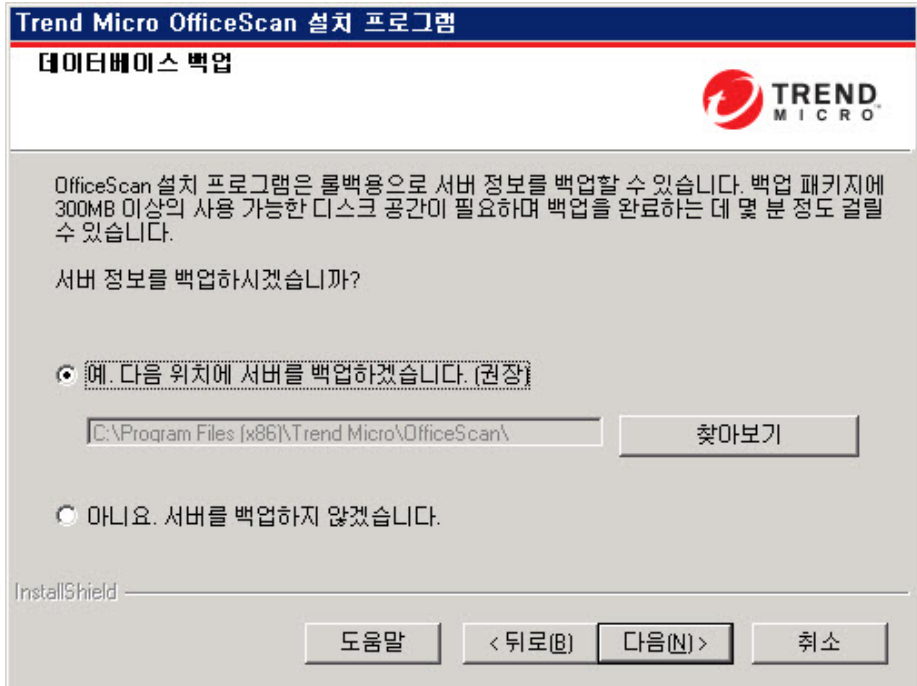 Trend Micro OfficeScan 설치 프로그램
데이터베이스 백업
TREND
MICRO
OfficeScan 설치 프로그램은 롤백용으로 서버 정보를 백업할 수 있습니다. 백업 패키지에
300MB 이상의 사용 가능한 디스크 공간이 필요하며 백업을 완료하는 데 몇 분 정도 걸릴
수 있습니다.
서버 정보를 백업하시겠습니까?
예. 다음 위치에 서버를 백업하겠습니다. (권장)
C:\Program Files (x86)\Trend Micro\OfficeScan\
찾아보기
아니요. 서버를 백업하지 않겠습니다.
InstallShield
도움말
< 뒤로(B)
다음(N) >
취소